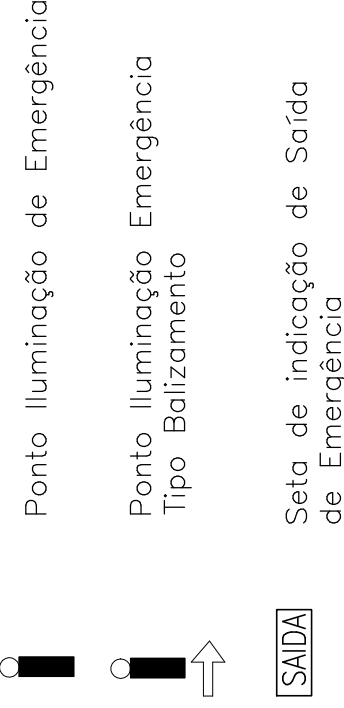 Ponto Iluminação de Emergência
Ponto Iluminação Emergência
Tipo Balizamento
SAIDA
Seta de indicação de Saída
de Emergência